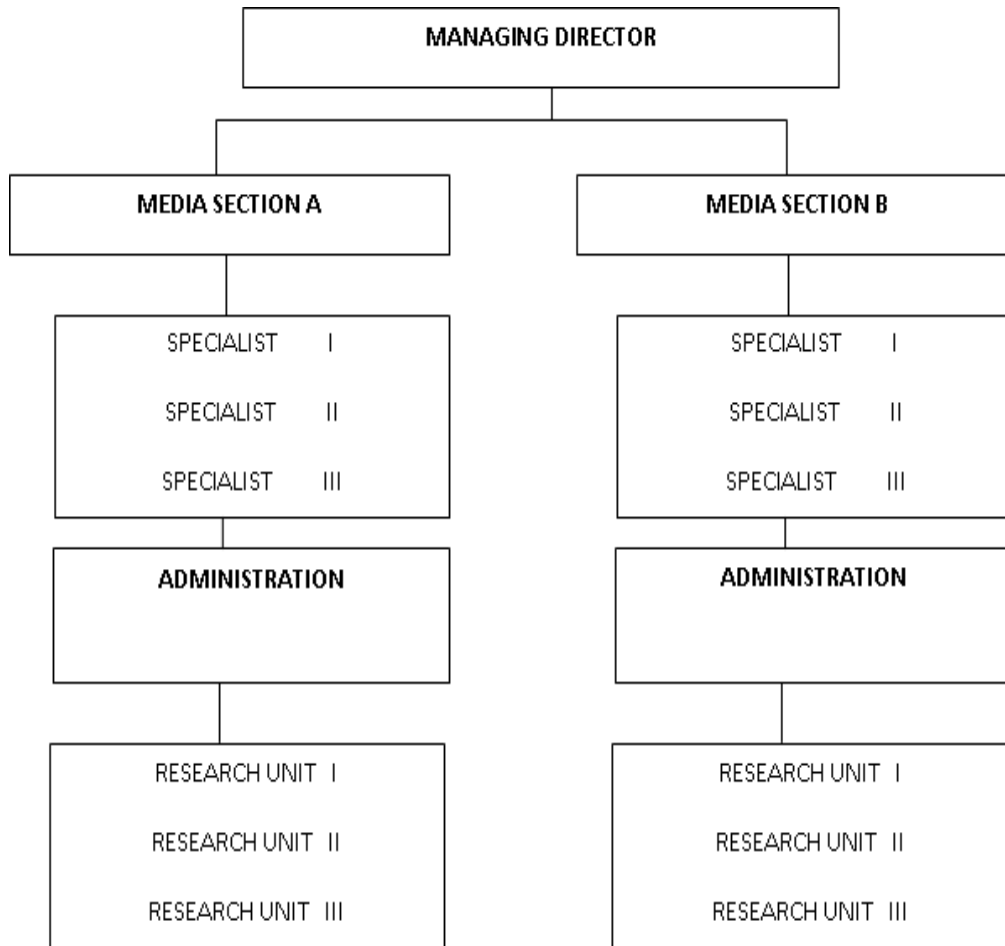 MANAGING DIRECTOR
MEDIA SECTION A
MEDIA SECTION B
SPECIALIST I
SPECIALIST II
SPECIALIST III
SPECIALIST I
SPECIALIST II
SPECIALIST III
ADMINISTRATION
ADMINISTRATION
RESEARCH UNIT I
RESEARCH UNIT II
RESEARCH UNIT III
RESEARCH UNIT I
RESEARCH UNIT II
RESEARCH UNIT III